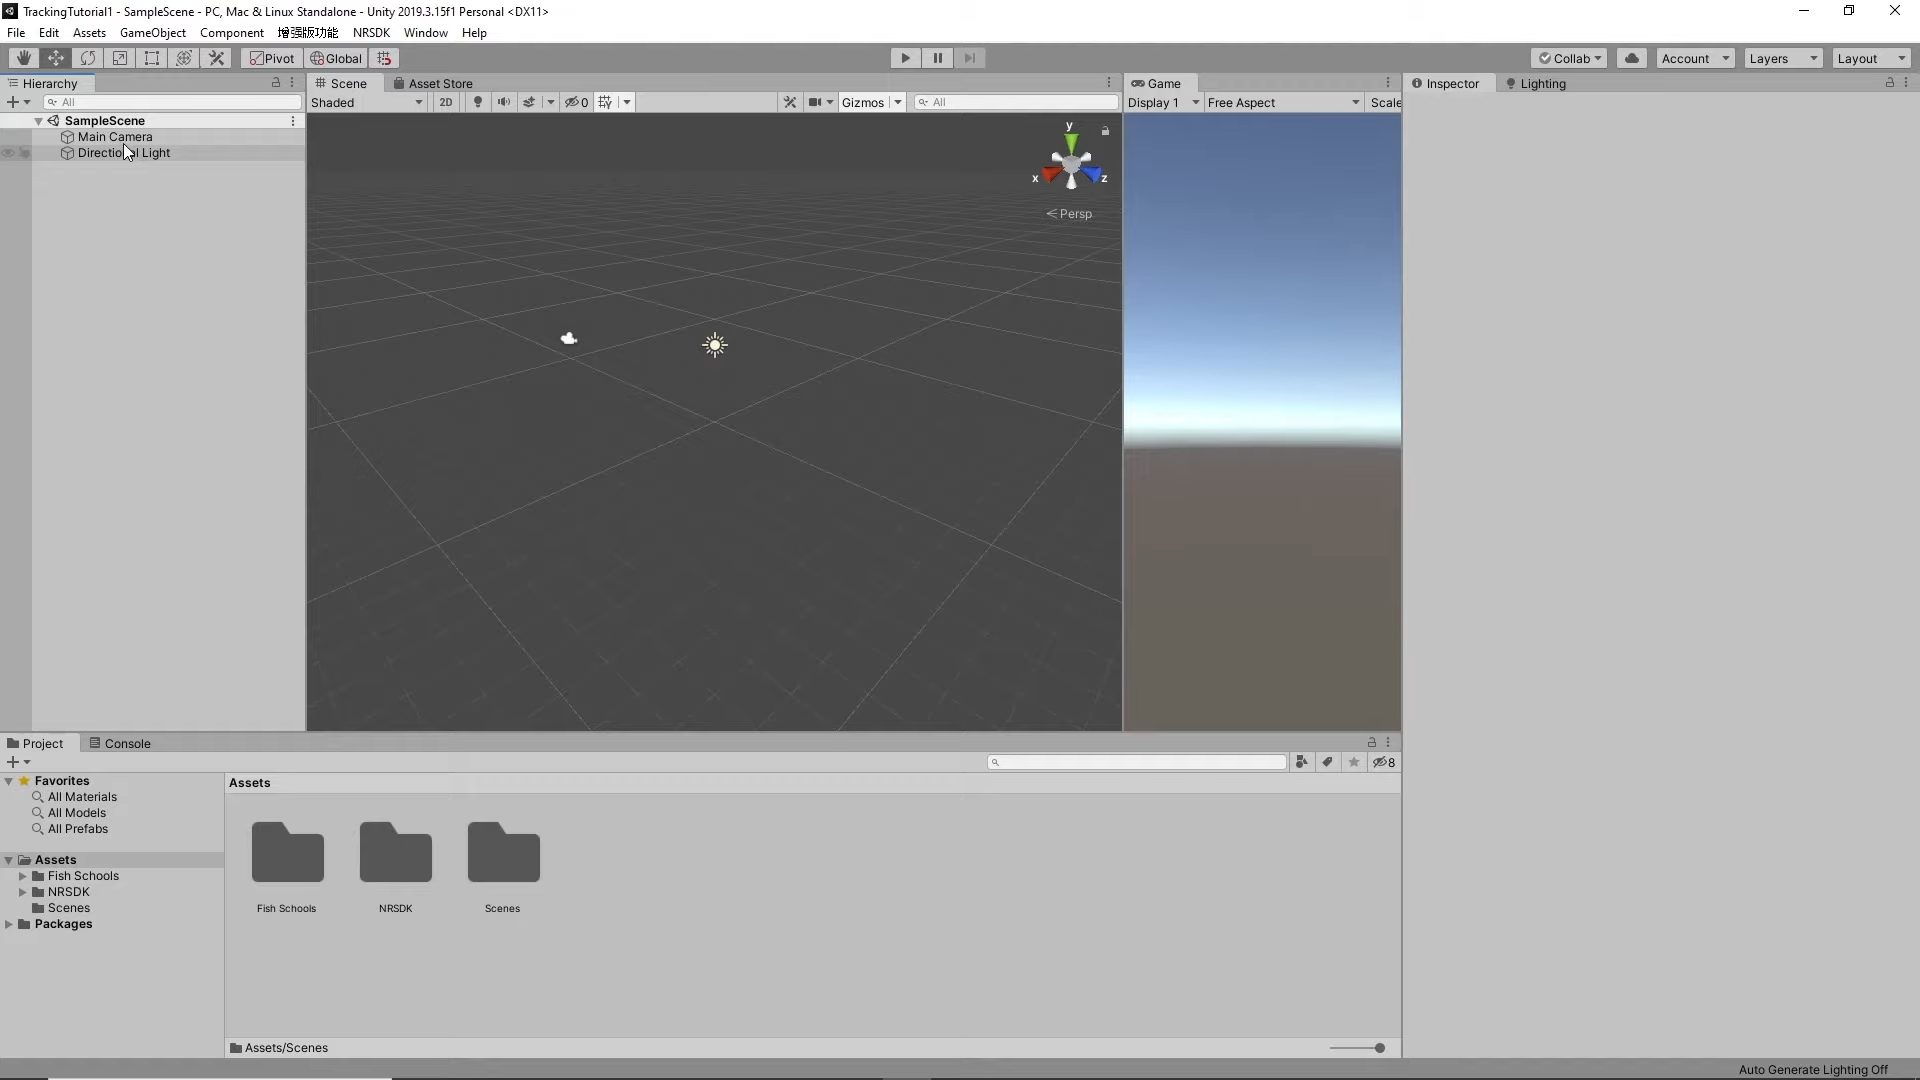 TrackingTutorial1 - SampleScene - PC, Mac & Linux Standalone - Unity 2019.3.15f1 Personal <DX11>
File Edit Assets GameObject Component 增强版功能 NRSDK Window Help
Pivot Global Collab Account Layers Layout
Hierarchy Scene Asset Store Game Inspector Lighting
All Shaded 2D 0 Gizmos All Display 1 Free Aspect Scale
SampleScene
Main Camera
Directional Light
y
x z
Persp
Project Console
8
Favorites
All Materials
All Models
All Prefabs
Assets
Fish Schools
NRSDK
Scenes
Packages
Assets
Fish Schools NRSDK Scenes
Assets/Scenes
Auto Generate Lighting Off